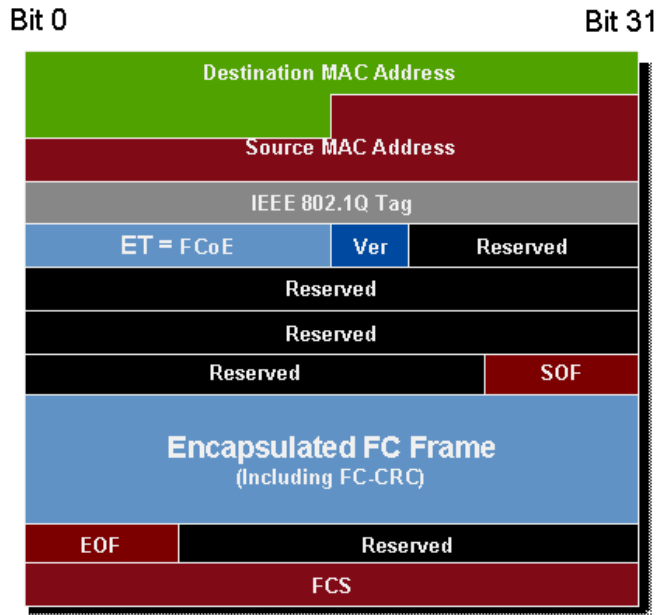 Bit 0 Bit 31
Destination MAC Address
Source MAC Address
IEEE 802.1Q Tag
ET = FCoE Ver Reserved
Reserved
Reserved
Reserved SOF
Encapsulated FC Frame
(Including FC-CRC)
EOF Reserved
FCS